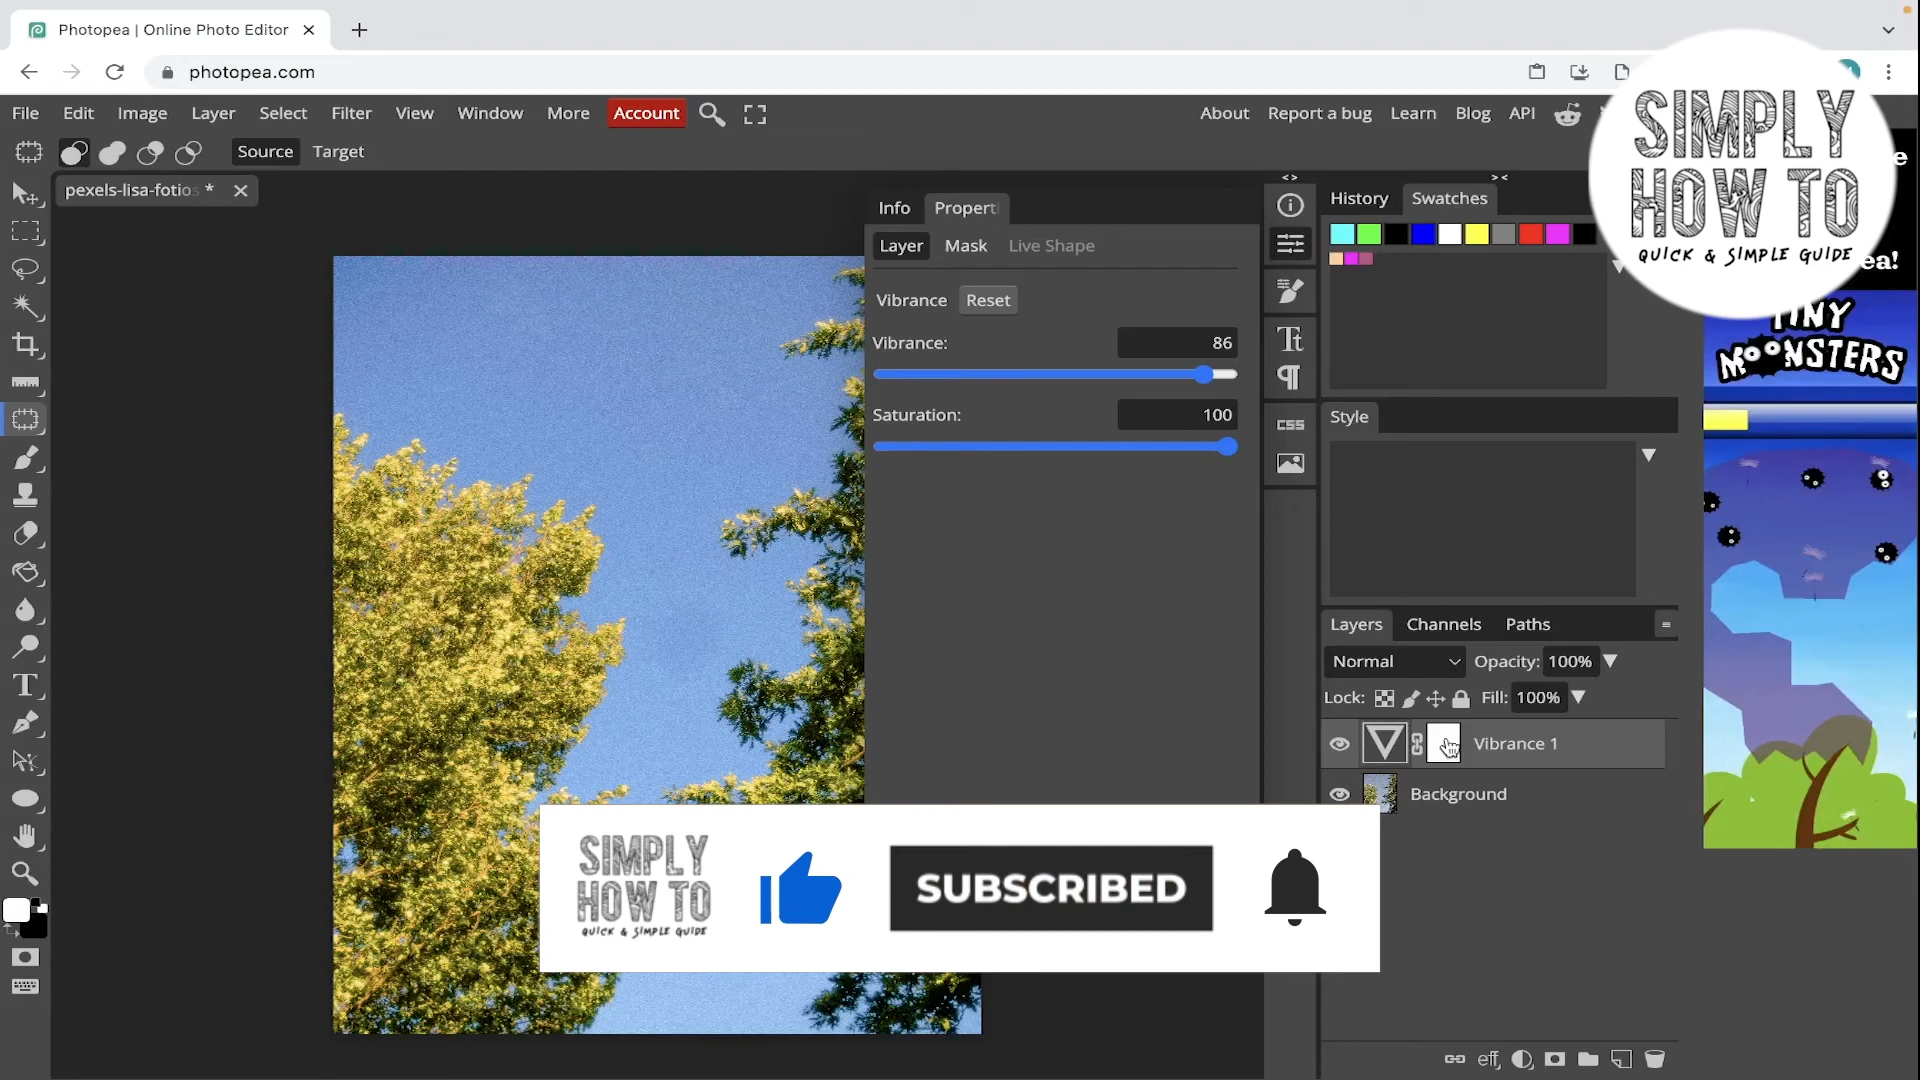 Photopea | Online Photo Editor
photopea.com
File Edit Image Layer Select Filter View Window More Account
About Report a bug Learn Blog API
Source Target
pexels-lisa-fotios *
Info Properti
Layer Mask Live Shape
Vibrance Reset
Vibrance: 86
Saturation: 100
History Swatches
Style
CSS
Layers Channels Paths
Normal Opacity: 100%
Lock: Fill: 100%
Vibrance 1
Background
eff
SIMPLY
HOW TO
QUICK & SIMPLE GUIDE
ea!
TINY
MOONSTERS
SIMPLY
HOW TO
QUICK & SIMPLE GUIDE
SUBSCRIBED